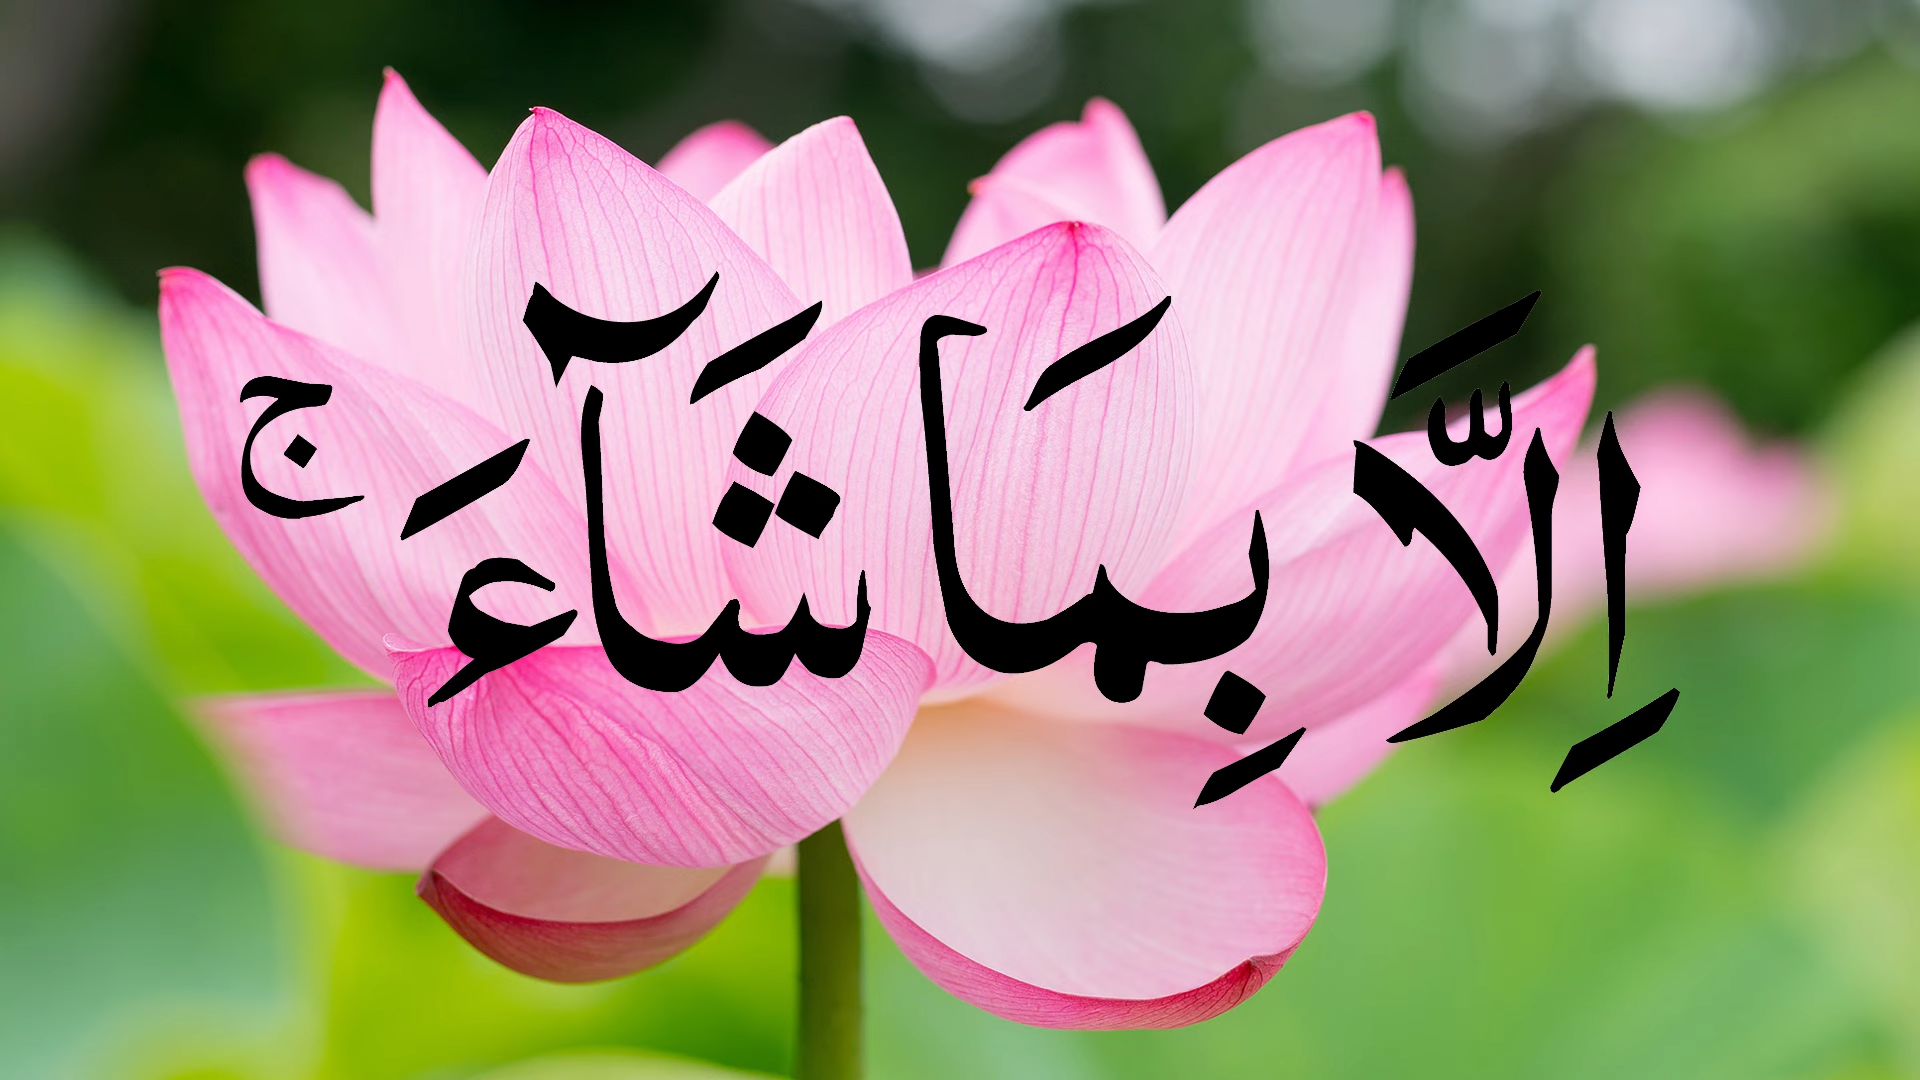 اِلَّا بِمَا شَآءَ ۚ